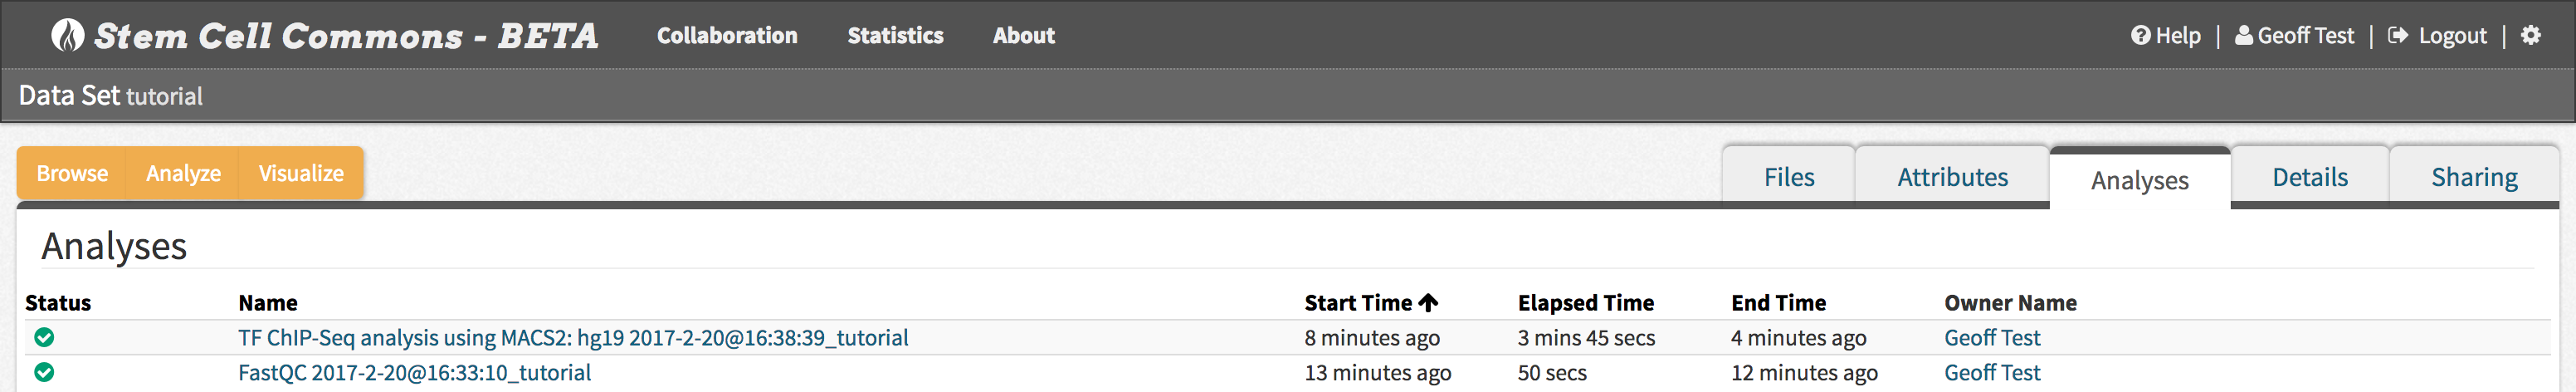 Stem Cell Commons - BETA Collaboration Statistics About Help | Geoff Test | Logout |
Data Set tutorial
Browse Analyze Visualize Files Attributes Analyses Details Sharing
Analyses
Status Name Start Time Elapsed Time End Time Owner Name
TF ChIP-Seq analysis using MACS2: hg19 2017-2-20@16:38:39_tutorial 8 minutes ago 3 mins 45 secs 4 minutes ago Geoff Test
FastQC 2017-2-20@16:33:10_tutorial 13 minutes ago 50 secs 12 minutes ago Geoff Test